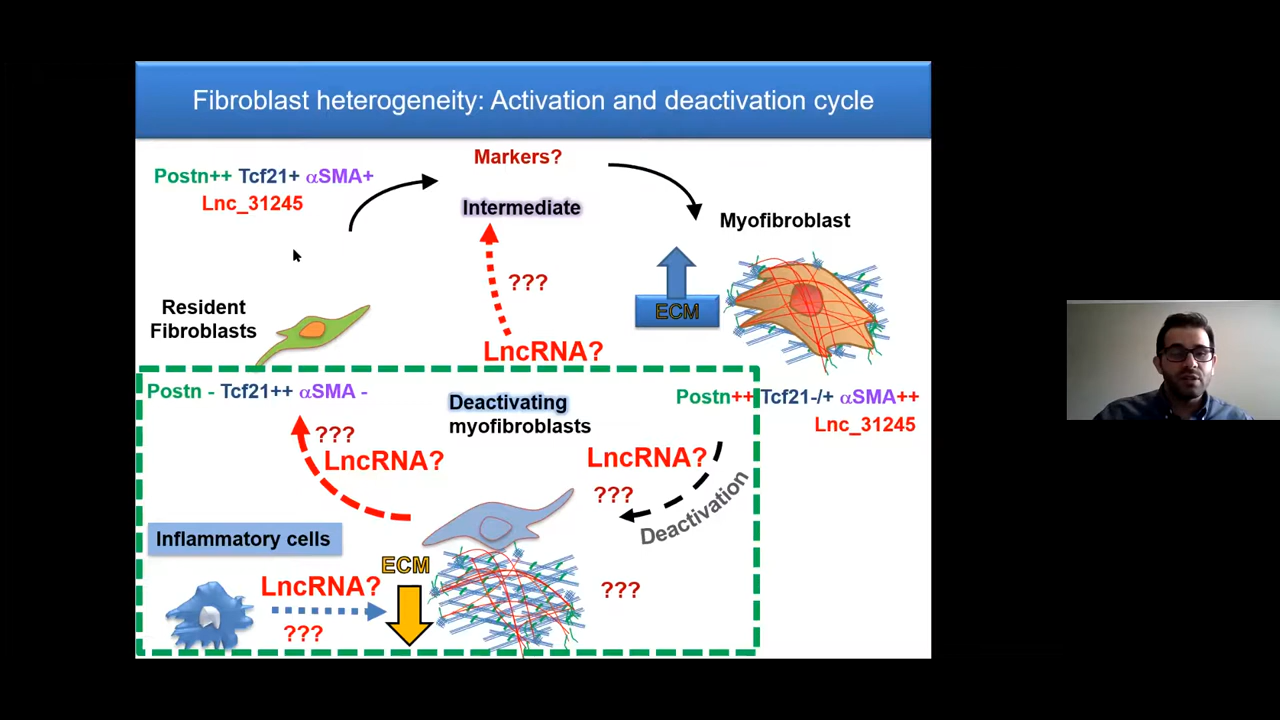 Fibroblast heterogeneity: Activation and deactivation cycle
Markers?
Postn++ Tcf21+ αSMA+
Lnc_31245
Intermediate
Myofibroblast
???
ECM
Resident
Fibroblasts
LncRNA?
Postn - Tcf21++ αSMA -
Deactivating
myofibroblasts
Postn++ Tcf21-/+ αSMA++
Lnc_31245
???
LncRNA?
LncRNA?
???
Deactivation
Inflammatory cells
ECM
LncRNA?
???
???